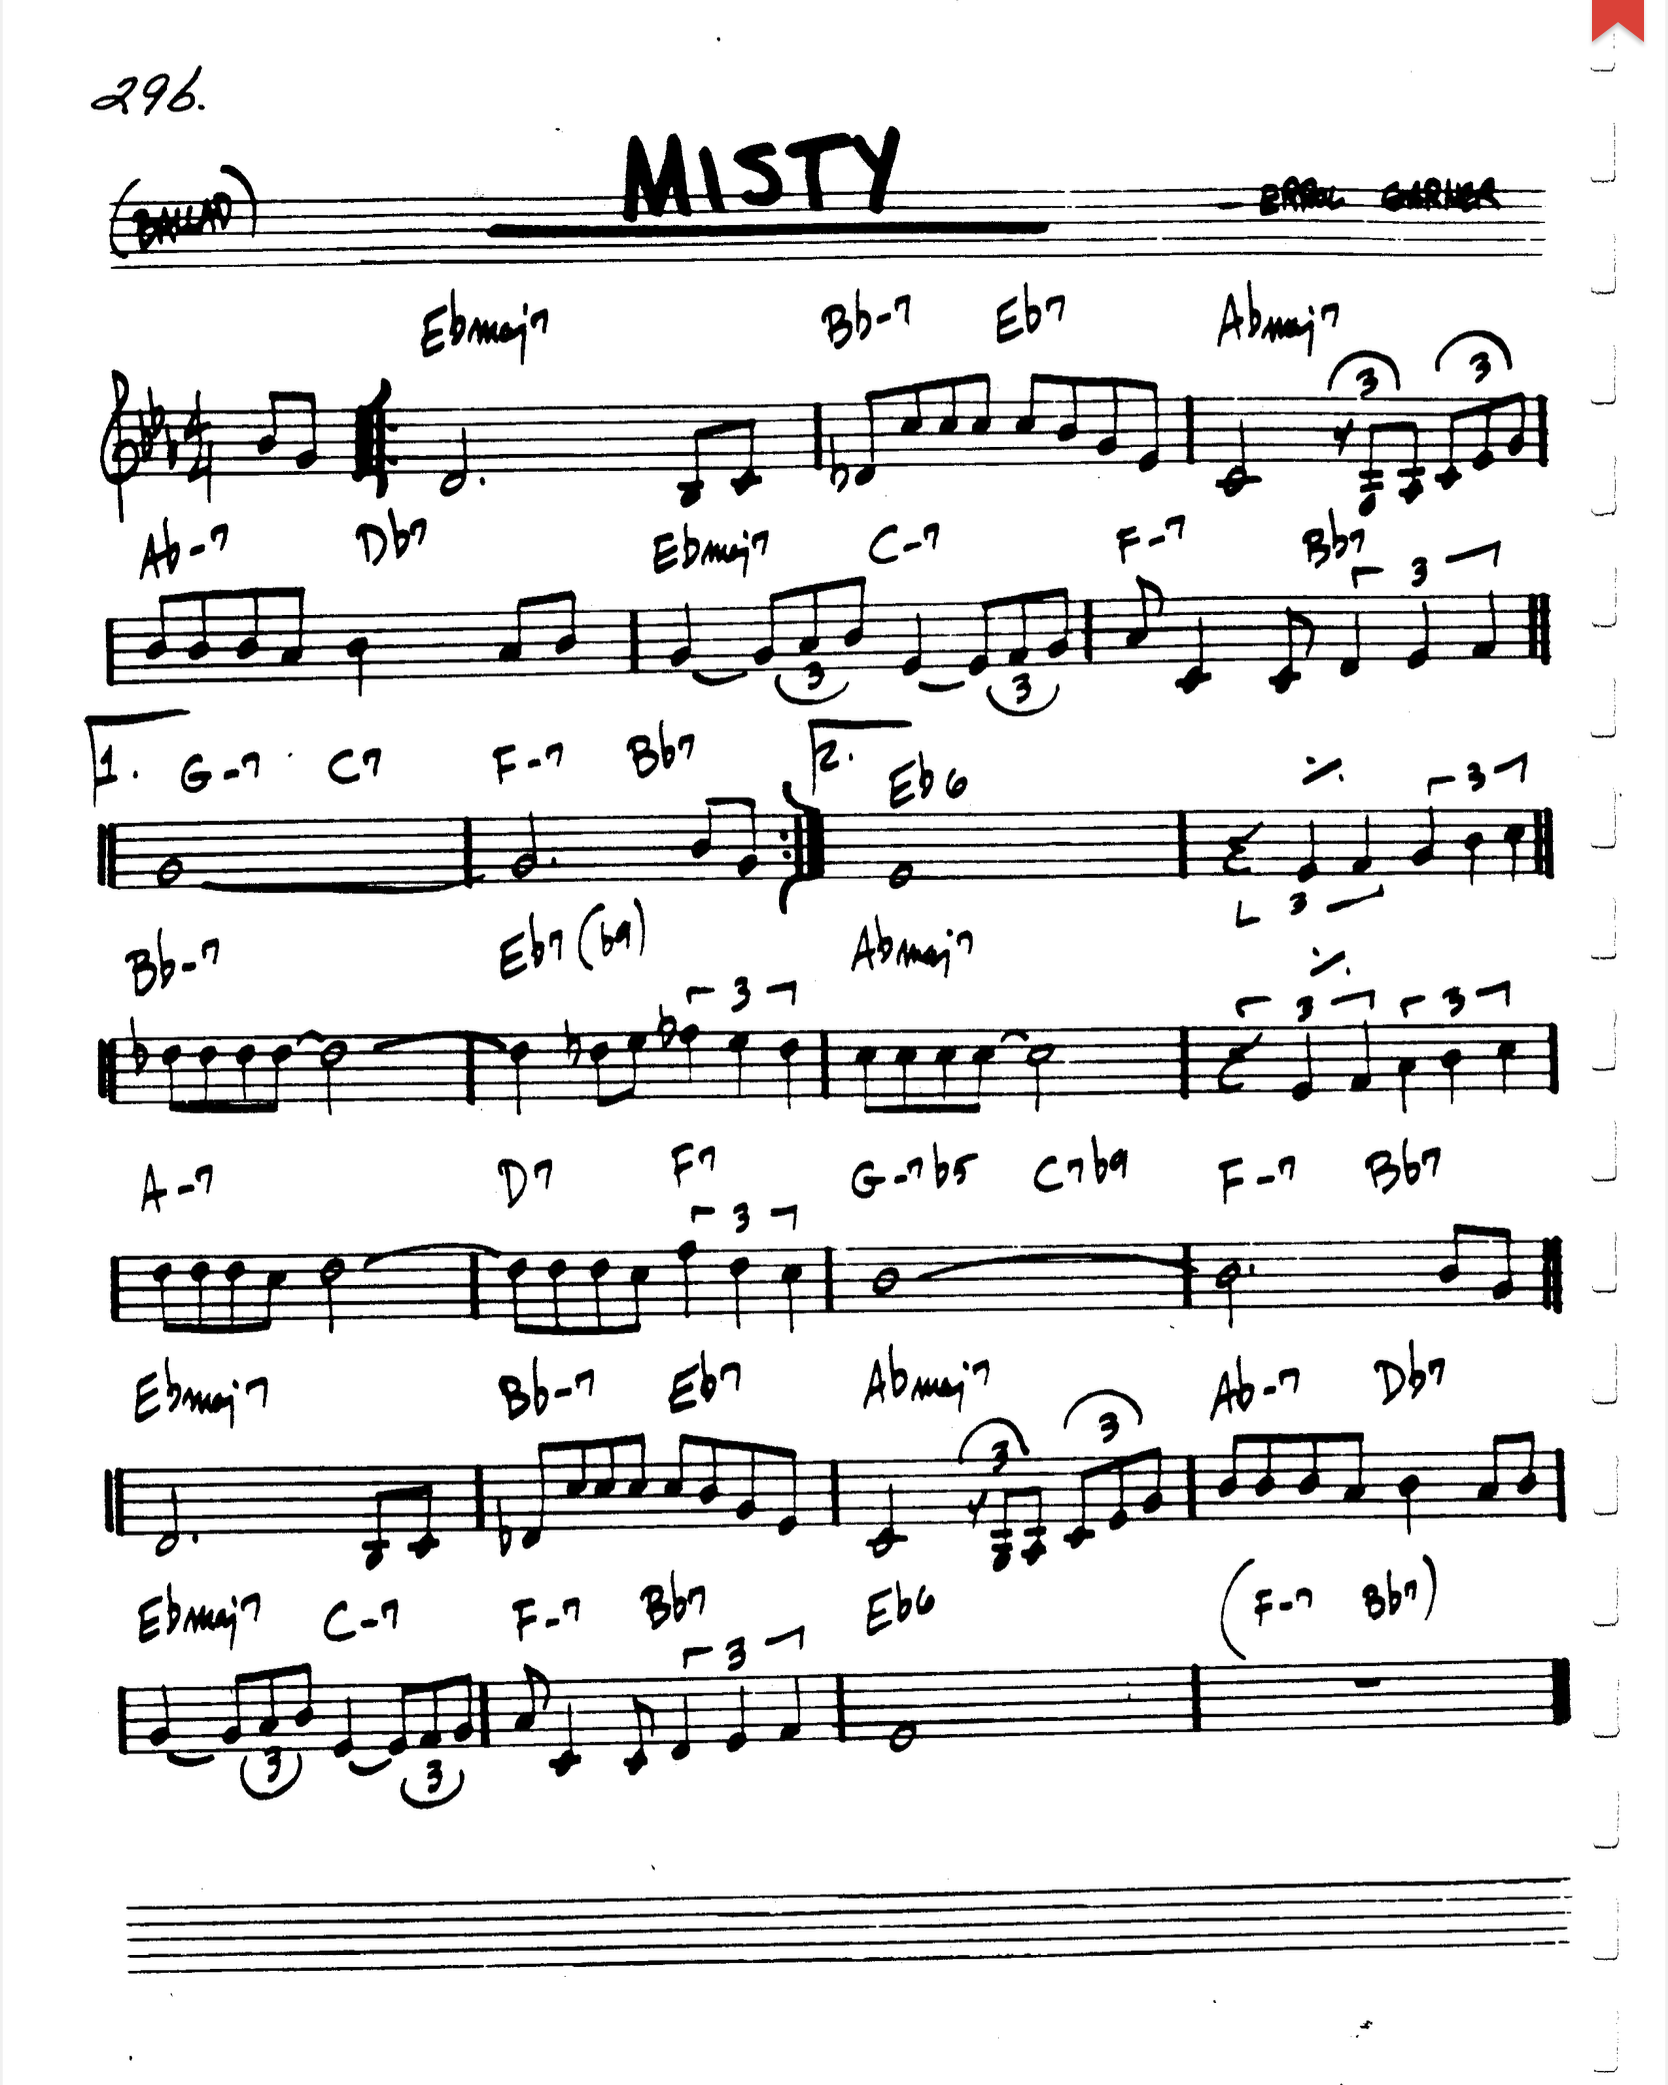 296.
MISTY
(BALLAD)
ERROL GARNER
Ebmaj7 Bb-7 Eb7 Abmaj7
3 3
Ab-7 Db7 Ebmaj7 C-7 F-7 Bb7
3
3 3
1. G-7 C7 F-7 Bb7 2. Eb6
3
3
Bb-7 Eb7(b9) Abmaj7
3 3 3
A-7 D7 F7 G-7b5 C7b9 F-7 Bb7
3
Ebmaj7 Bb-7 Eb7 Abmaj7 Ab-7 Db7
3 3
Ebmaj7 C-7 F-7 Bb7 Eb6 (F-7 Bb7)
3
3 3